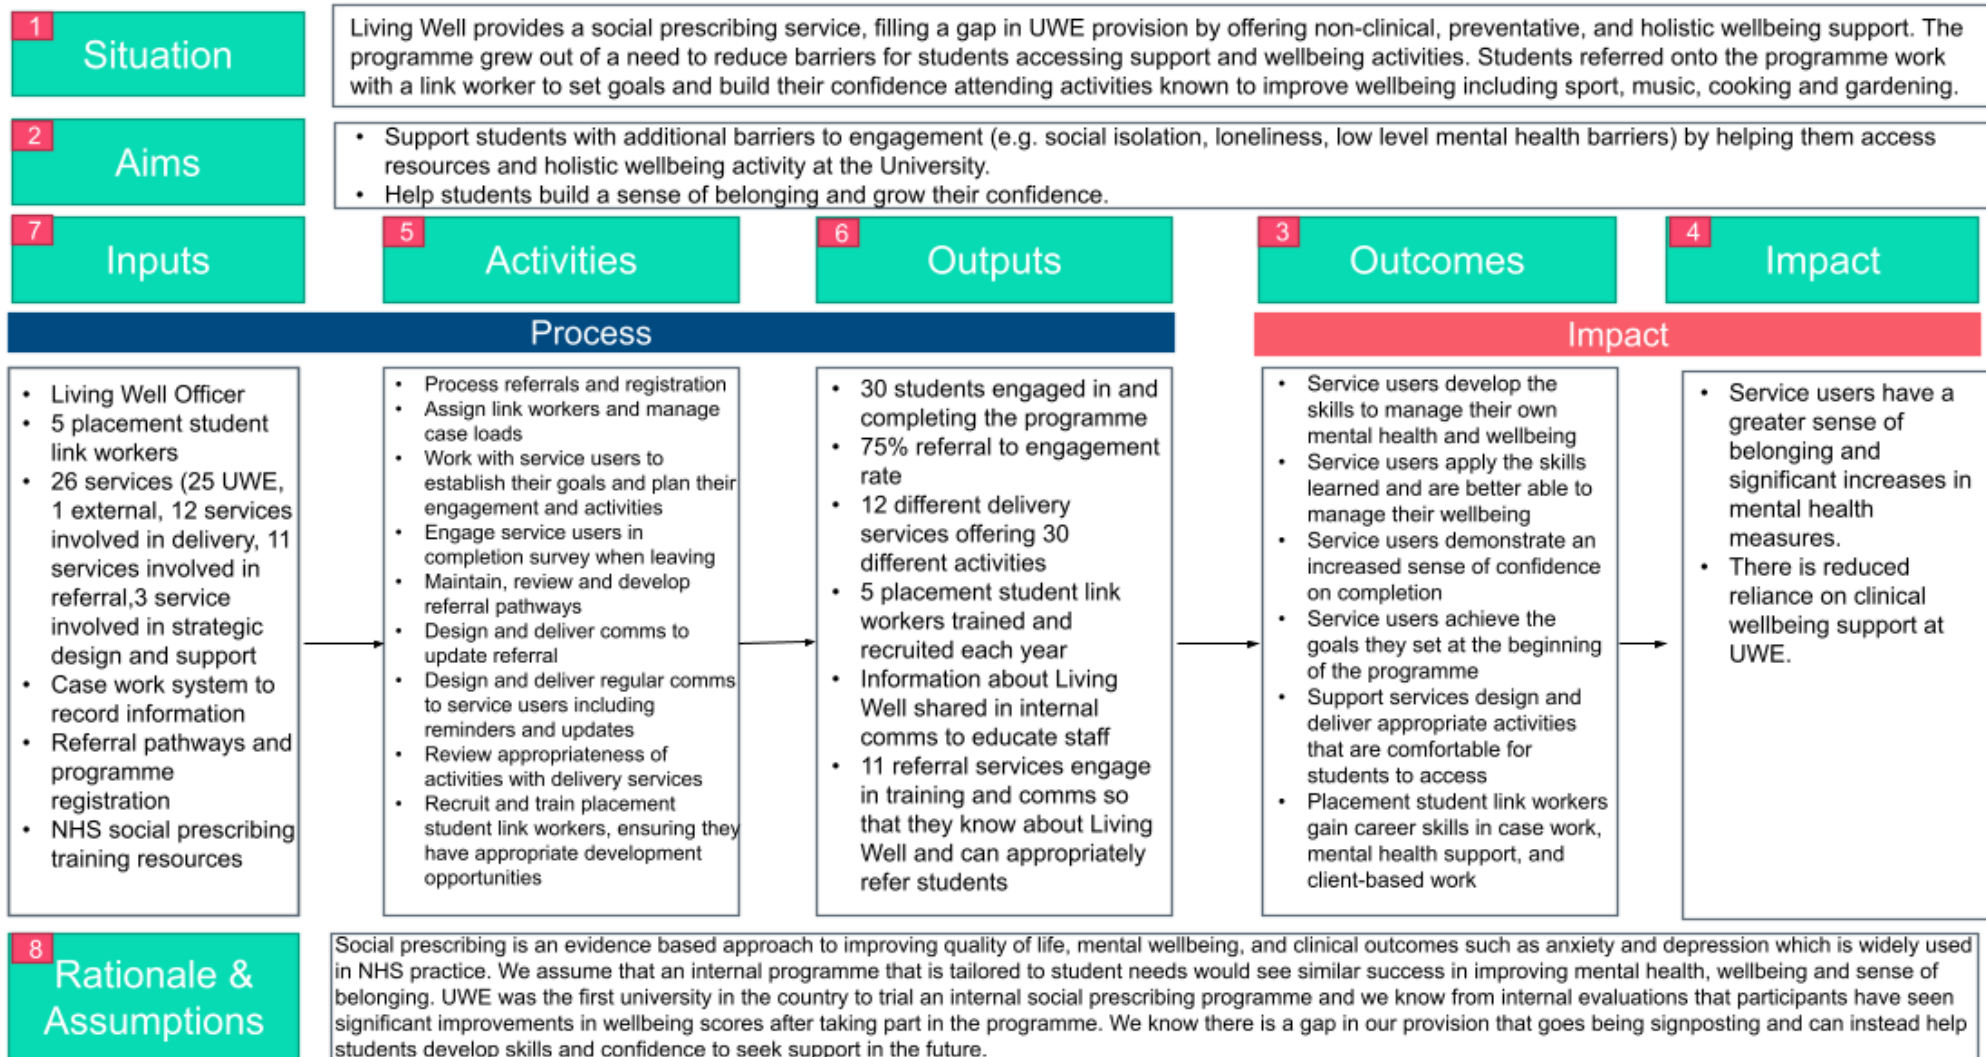 1
Situation
Living Well provides a social prescribing service, filling a gap in UWE provision by offering non-clinical, preventative, and holistic wellbeing support. The
programme grew out of a need to reduce barriers for students accessing support and wellbeing activities. Students referred onto the programme work
with a link worker to set goals and build their confidence attending activities known to improve wellbeing including sport, music, cooking and gardening.
2
Aims
• Support students with additional barriers to engagement (e.g. social isolation, loneliness, low level mental health barriers) by helping them access
resources and holistic wellbeing activity at the University.
• Help students build a sense of belonging and grow their confidence.
7
Inputs
5
Activities
6
Outputs
3
Outcomes
4
Impact
Process
Impact
• Living Well Officer
• 5 placement student
link workers
• 26 services (25 UWE,
1 external, 12 services
involved in delivery, 11
services involved in
referral,3 service
involved in strategic
design and support
• Case work system to
record information
• Referral pathways and
programme
registration
• NHS social prescribing
training resources
• Process referrals and registration
• Assign link workers and manage
case loads
• Work with service users to
establish their goals and plan their
engagement and activities
• Engage service users in
completion survey when leaving
• Maintain, review and develop
referral pathways
• Design and deliver comms to
update referral
• Design and deliver regular comms
to service users including
reminders and updates
• Review appropriateness of
activities with delivery services
• Recruit and train placement
student link workers, ensuring they
have appropriate development
opportunities
• 30 students engaged in and
completing the programme
• 75% referral to engagement
rate
• 12 different delivery
services offering 30
different activities
• 5 placement student link
workers trained and
recruited each year
• Information about Living
Well shared in internal
comms to educate staff
• 11 referral services engage
in training and comms so
that they know about Living
Well and can appropriately
refer students
• Service users develop the
skills to manage their own
mental health and wellbeing
• Service users apply the skills
learned and are better able to
manage their wellbeing
• Service users demonstrate an
increased sense of confidence
on completion
• Service users achieve the
goals they set at the beginning
of the programme
• Support services design and
deliver appropriate activities
that are comfortable for
students to access
• Placement student link workers
gain career skills in case work,
mental health support, and
client-based work
• Service users have a
greater sense of
belonging and
significant increases in
mental health
measures.
• There is reduced
reliance on clinical
wellbeing support at
UWE.
8
Rationale &
Assumptions
Social prescribing is an evidence based approach to improving quality of life, mental wellbeing, and clinical outcomes such as anxiety and depression which is widely used
in NHS practice. We assume that an internal programme that is tailored to student needs would see similar success in improving mental health, wellbeing and sense of
belonging. UWE was the first university in the country to trial an internal social prescribing programme and we know from internal evaluations that participants have seen
significant improvements in wellbeing scores after taking part in the programme. We know there is a gap in our provision that goes being signposting and can instead help
students develop skills and confidence to seek support in the future.